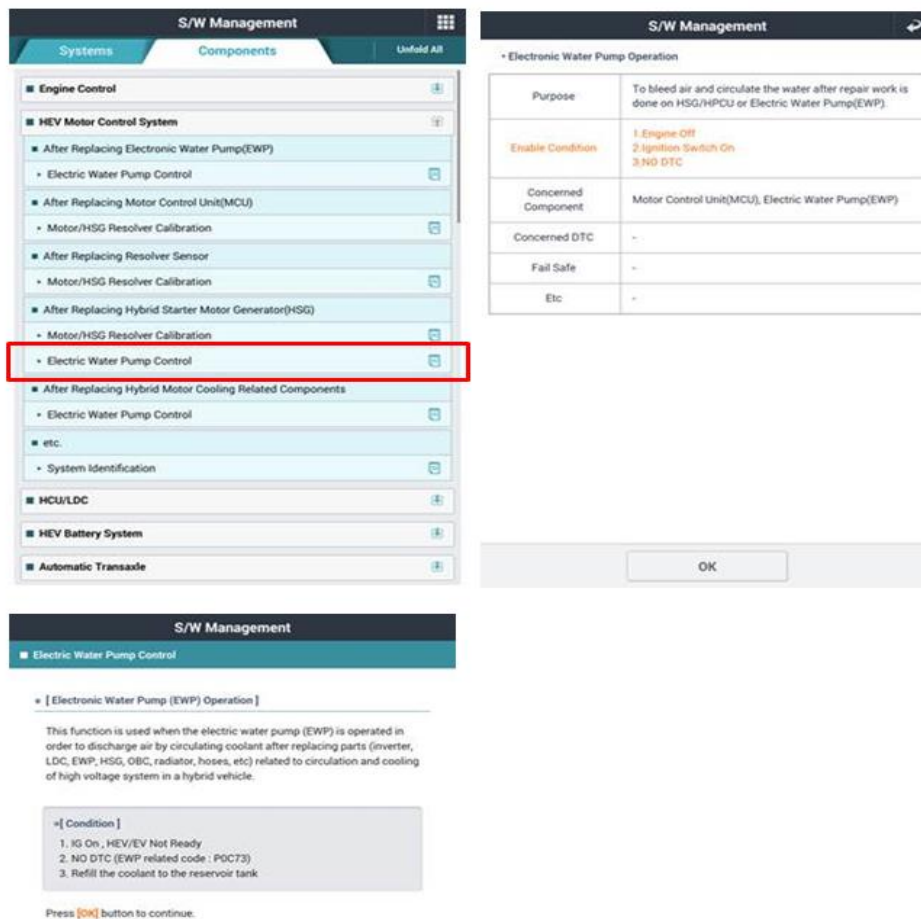 S/W Management
Systems
Components
Unfold All
Engine Control
HEV Motor Control System
After Replacing Electronic Water Pump(EWP)
Electric Water Pump Control
After Replacing Motor Control Unit(MCU)
Motor/HSG Resolver Calibration
After Replacing Resolver Sensor
Motor/HSG Resolver Calibration
After Replacing Hybrid Starter Motor Generator(HSG)
Motor/HSG Resolver Calibration
Electric Water Pump Control
After Replacing Hybrid Motor Cooling Related Components
Electric Water Pump Control
etc.
System Identification
HCU/LDC
HEV Battery System
Automatic Transaxle
S/W Management
• Electronic Water Pump Operation
Purpose
To bleed air and circulate the water after repair work is
done on HSG/HPCU or Electric Water Pump(EWP).
Enable Condition
1.Engine Off
2.Ignition Switch On
3.NO DTC
Concerned
Component
Motor Control Unit(MCU), Electric Water Pump(EWP)
Concerned DTC
-
Fail Safe
-
Etc
-
OK
S/W Management
Electric Water Pump Control
[ Electronic Water Pump (EWP) Operation ]
This function is used when the electric water pump (EWP) is operated in
order to discharge air by circulating coolant after replacing parts (inverter,
LDC, EWP, HSG, OBC, radiator, hoses, etc) related to circulation and cooling
of high voltage system in a hybrid vehicle.
[ Condition ]
1. IG On , HEV/EV Not Ready
2. NO DTC (EWP related code : P0C73)
3. Refill the coolant to the reservoir tank
Press [OK] button to continue.